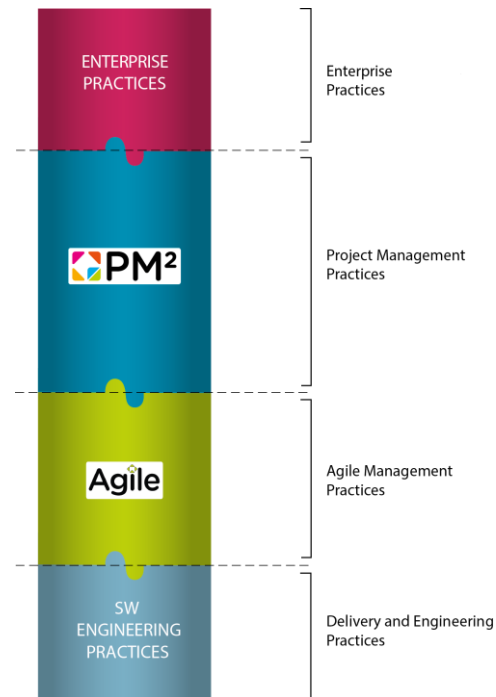 ENTERPRISE
PRACTICES
Enterprise
Practices
PM²
Project Management
Practices
Agile
Agile Management
Practices
SW
ENGINEERING
PRACTICES
Delivery and Engineering
Practices